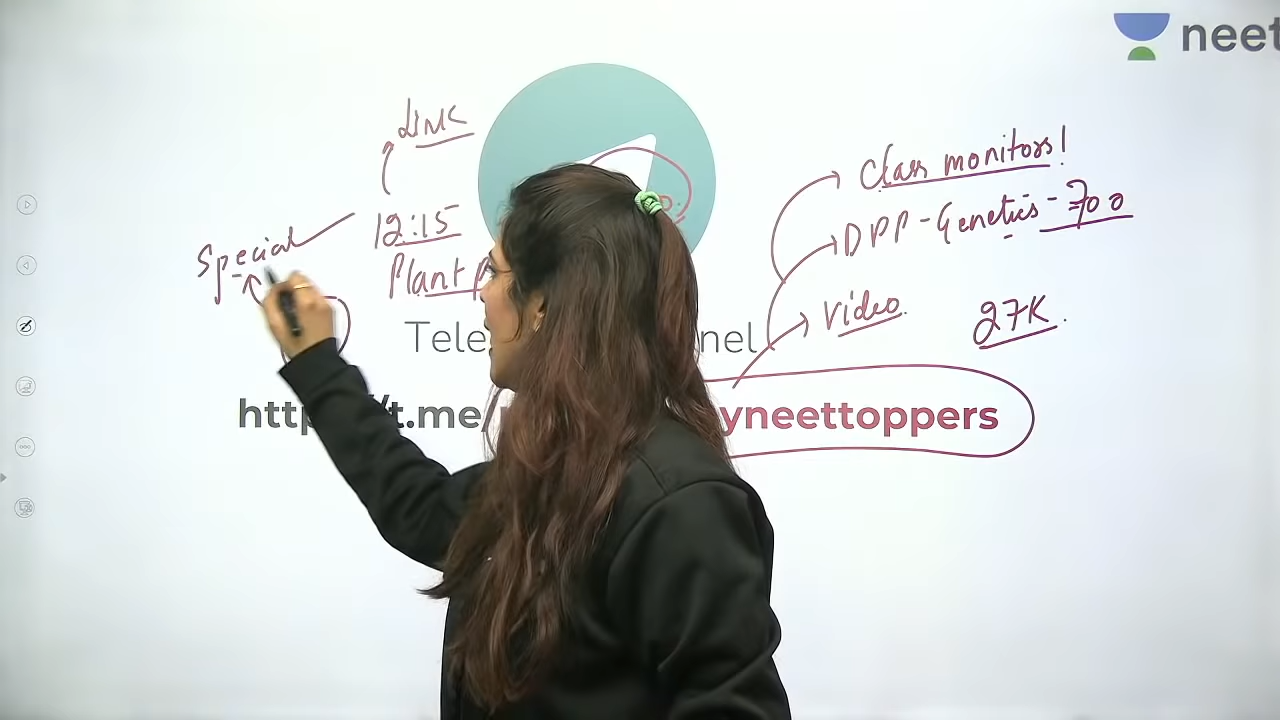 neet
LINK
Class monitors!
DPP-Genetics-700
12:15
Special
Plant
Video
27K.
Tele nel
http /t.me/ yneettoppers